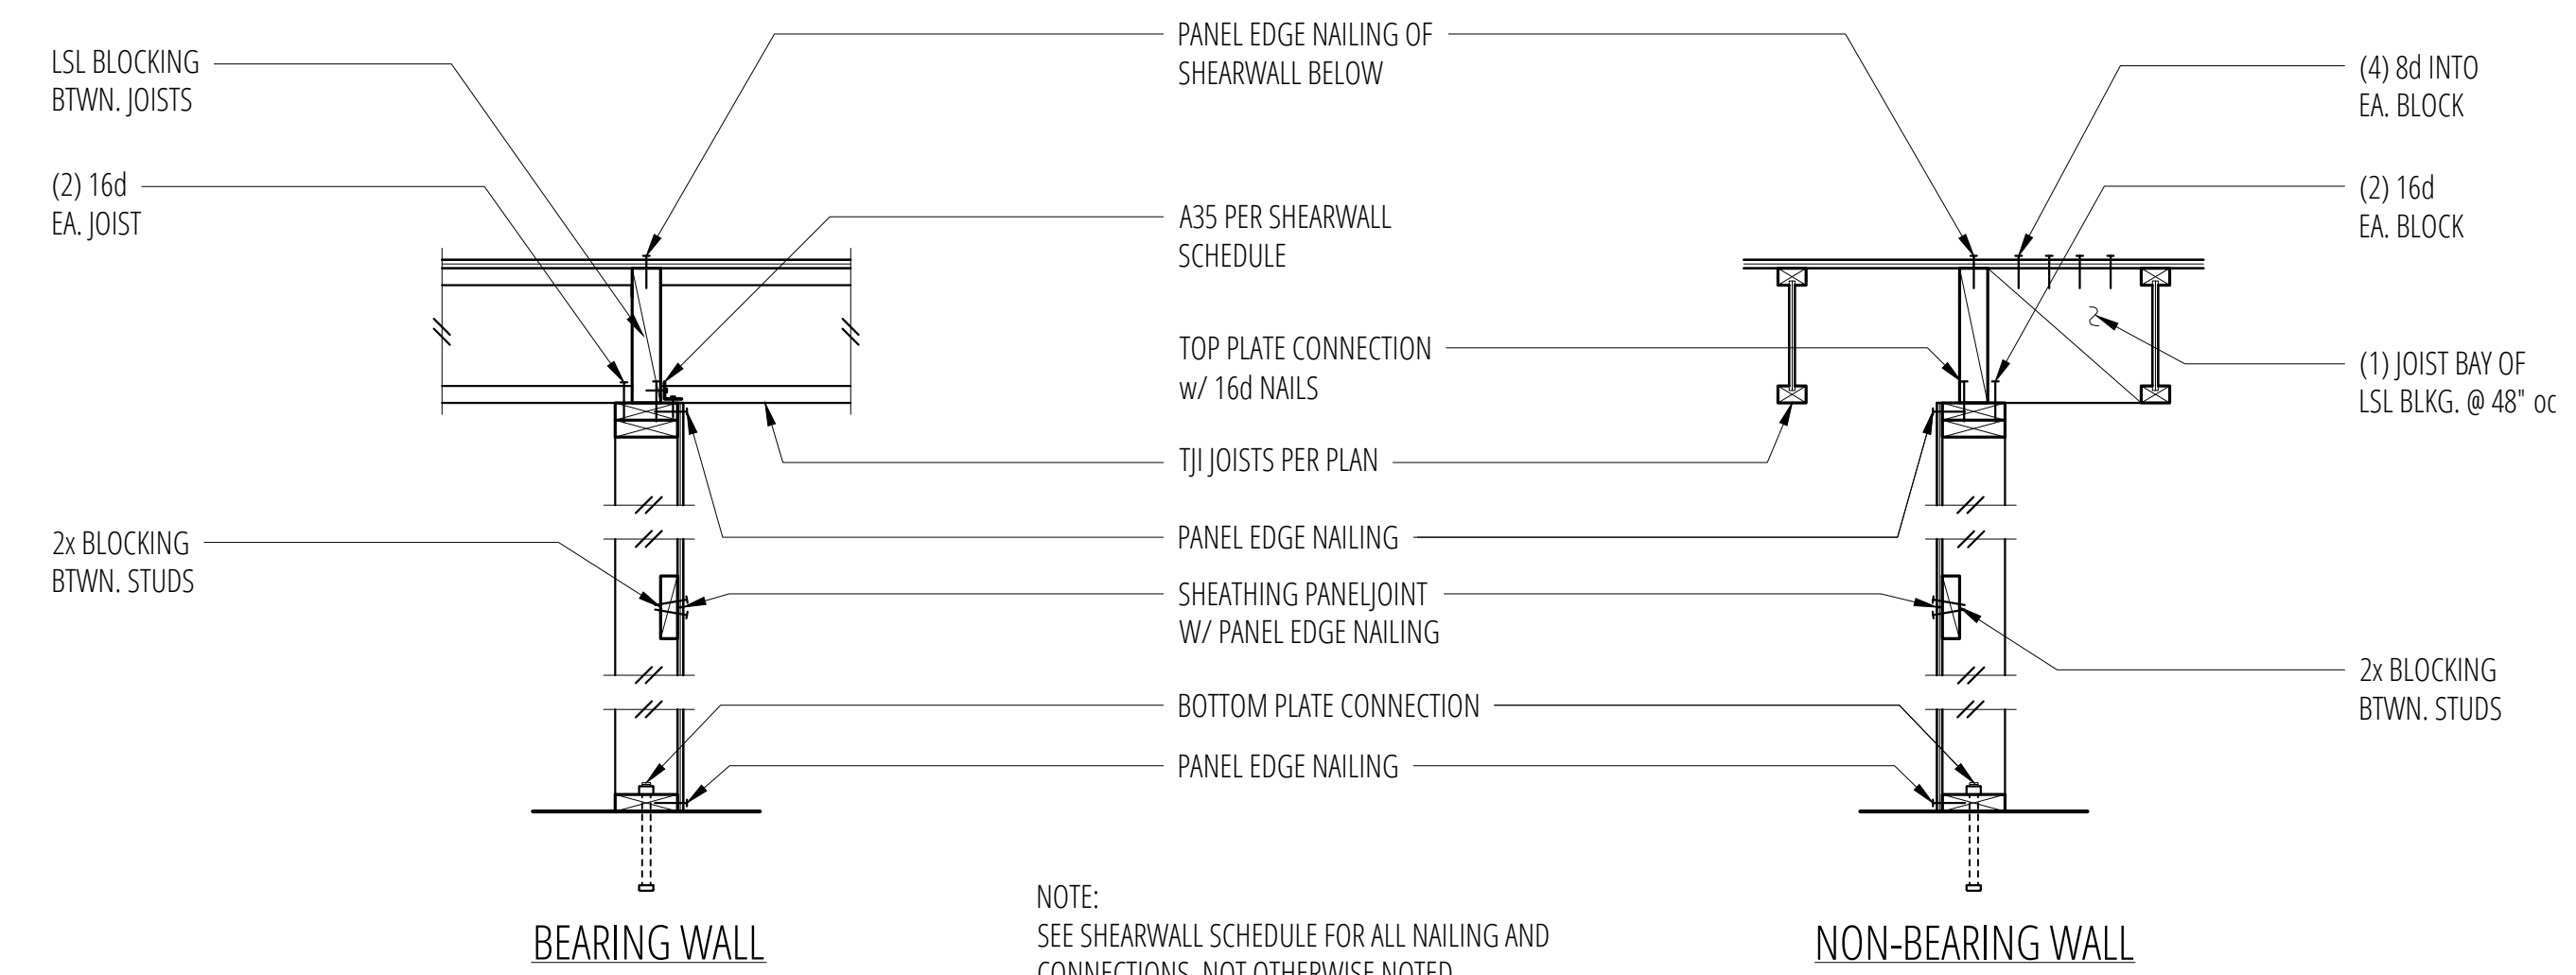 LSL BLOCKING
BTWN. JOISTS
(2) 16d
EA. JOIST
2x BLOCKING
BTWN. STUDS
PANEL EDGE NAILING OF
SHEARWALL BELOW
A35 PER SHEARWALL
SCHEDULE
TOP PLATE CONNECTION
w/ 16d NAILS
TJI JOISTS PER PLAN
PANEL EDGE NAILING
SHEATHING PANELJOINT
W/ PANEL EDGE NAILING
BOTTOM PLATE CONNECTION
PANEL EDGE NAILING
(4) 8d INTO
EA. BLOCK
(2) 16d
EA. BLOCK
(1) JOIST BAY OF
LSL BLKG. @ 48" oc
2x BLOCKING
BTWN. STUDS
BEARING WALL
NOTE:
SEE SHEARWALL SCHEDULE FOR ALL NAILING AND
CONNECTIONS, NOT OTHERWISE NOTED
NON-BEARING WALL